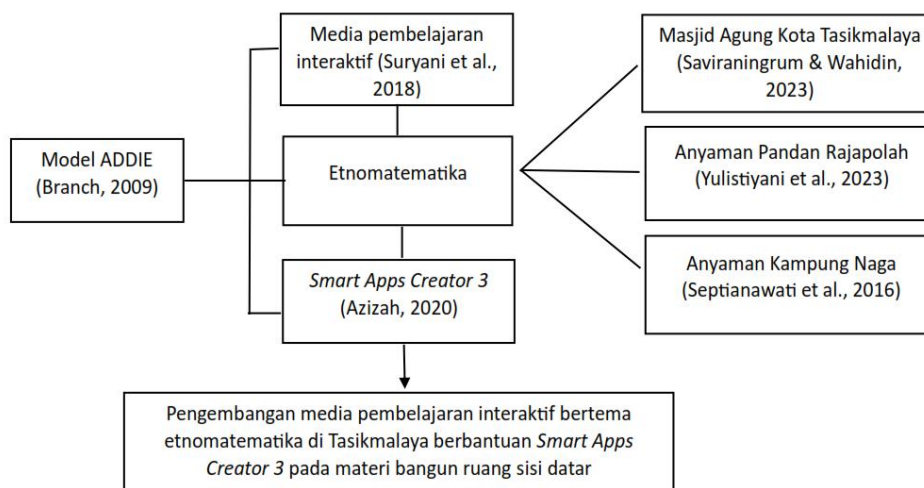 Media pembelajaran
interaktif (Suryani et al.,
2018)
Masjid Agung Kota Tasikmalaya
(Saviraningrum & Wahidin,
2023)
Model ADDIE
(Branch, 2009)
Etnomatematika
Anyaman Pandan Rajapolah
(Yulistiyani et al., 2023)
Smart Apps Creator 3
(Azizah, 2020)
Anyaman Kampung Naga
(Septianawati et al., 2016)
Pengembangan media pembelajaran interaktif bertema
etnomatematika di Tasikmalaya berbantuan Smart Apps
Creator 3 pada materi bangun ruang sisi datar